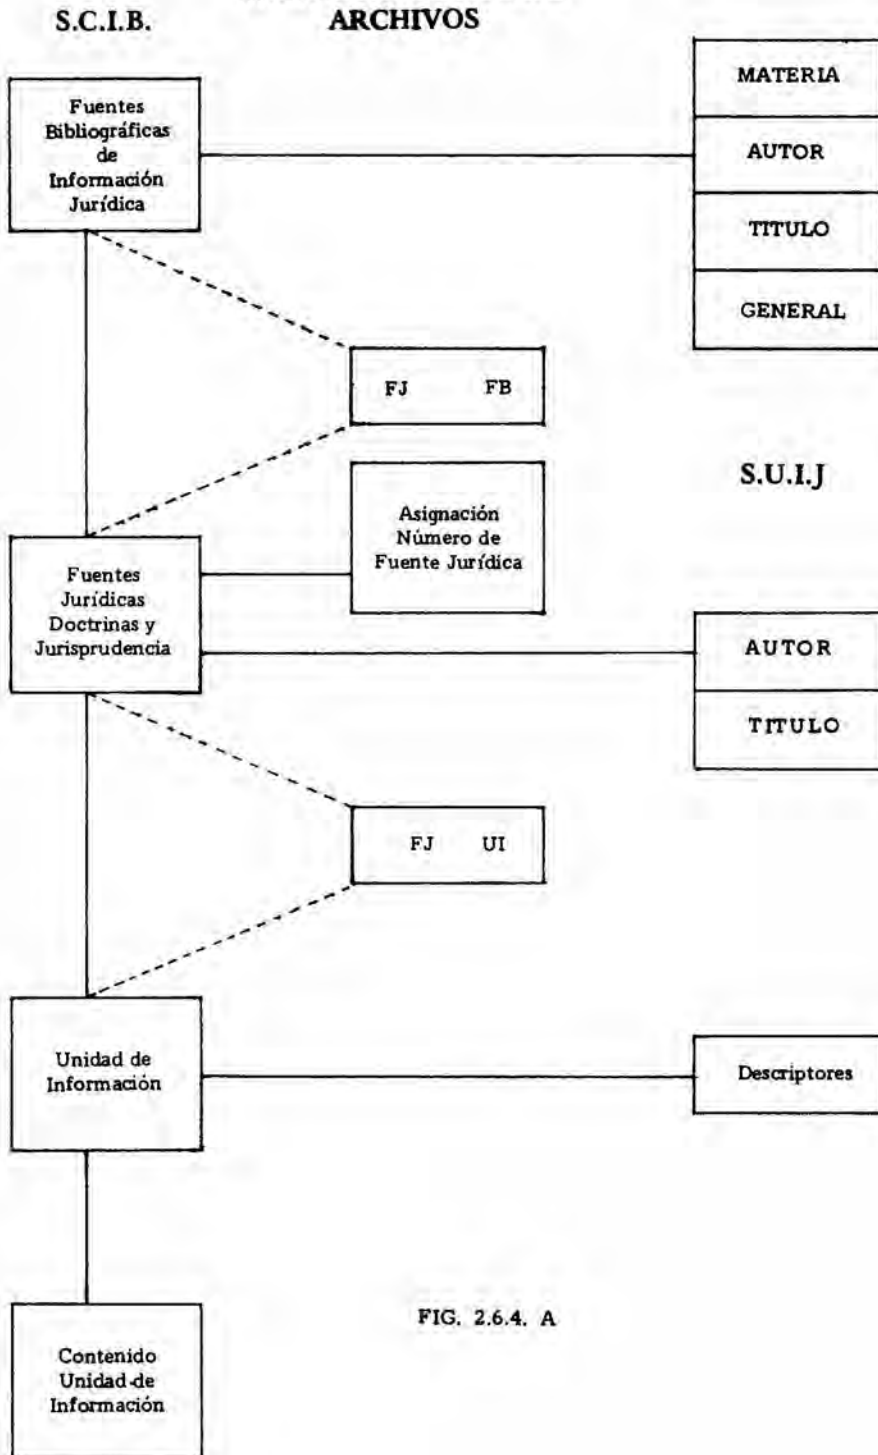 S.C.I.B.
ARCHIVOS
Fuentes
Bibliográficas
de
Información
Jurídica
MATERIA
AUTOR
TITULO
GENERAL
FJ FB
S.U.I.J
Asignación
Número de
Fuente Jurídica
Fuentes
Jurídicas
Doctrinas y
Jurisprudencia
AUTOR
TITULO
FJ UI
Unidad de
Información
Descriptores
FIG. 2.6.4. A
Contenido
Unidad de
Información